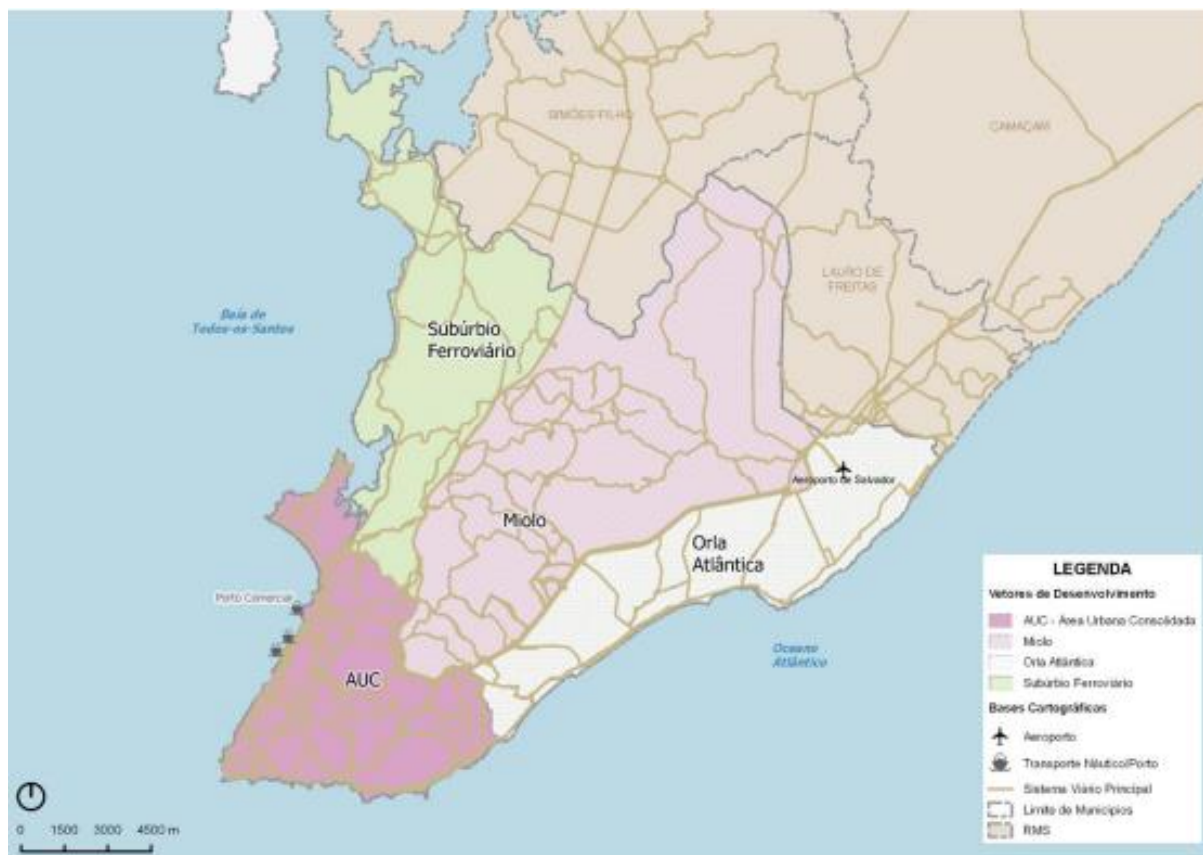 SIMÕES FILHO
CAMAÇARI
LAURO DE
FREITAS
Baía de
Todos-os-Santos
Subúrbio
Ferroviário
Aeroporto de Salvador
Miolo
Orla
Atlântica
Porto Comercial
Oceano
Atlântico
AUC
LEGENDA
Vetores de Desenvolvimento
AUC - Área Urbana Consolidada
Miolo
Orla Atlântica
Subúrbio Ferroviário
Bases Cartográficas
Aeroporto
Transporte Náutico/Porto
Sistema Viário Principal
Limite de Municípios
RMS
0 1500 3000 4500 m